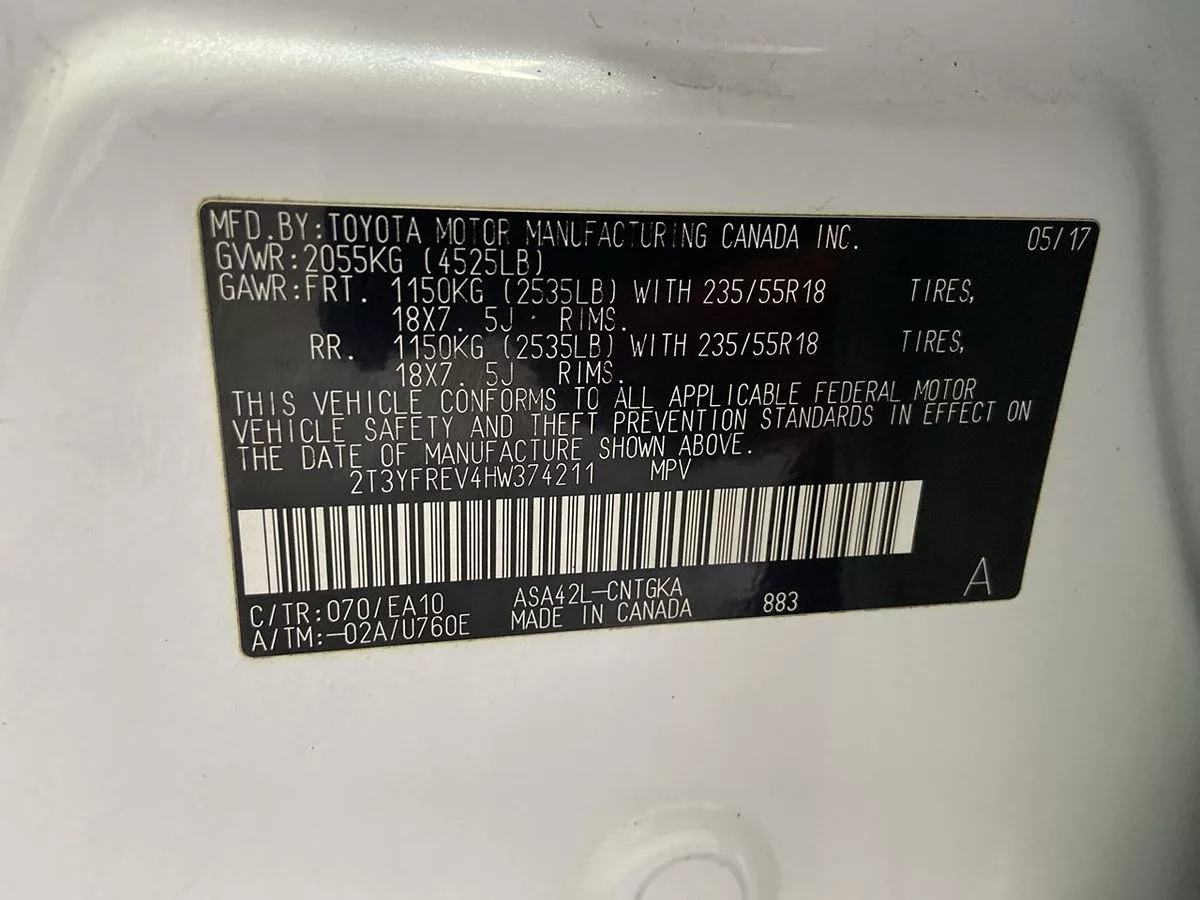 MFD.BY:TOYOTA MOTOR MANUFACTURING CANADA INC. 05/17
GVWR:2055KG (4525LB)
GAWR:FRT. 1150KG (2535LB) WITH 235/55R18 TIRES,
18X7. 5J RIMS.
RR. 1150KG (2535LB) WITH 235/55R18 TIRES,
18X7. 5J RIMS.
THIS VEHICLE CONFORMS TO ALL APPLICABLE FEDERAL MOTOR
VEHICLE SAFETY AND THEFT PREVENTION STANDARDS IN EFFECT ON
THE DATE OF MANUFACTURE SHOWN ABOVE.
2T3YFREV4HW374211 MPV
C/TR:070/EA10 ASA42L-CNTGKA A
A/TM:-02A/U760E MADE IN CANADA 883